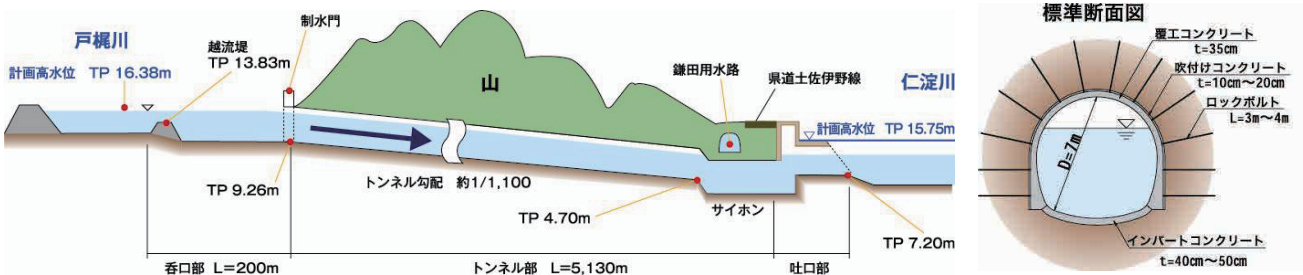 戸梶川
計画高水位 TP 16.38m
越流堤
TP 13.83m
制水門
山
鎌田用水路
県道土佐伊野線
仁淀川
計画高水位 TP 15.75m
TP 9.26m
トンネル勾配 約1/1,100
TP 4.70m
サイホン
TP 7.20m
呑口部 L=200m
トンネル部 L=5,130m
吐口部
標準断面図
覆工コンクリート
t=35cm
吹付けコンクリート
t=10cm～20cm
ロックボルト
L=3m～4m
D=7m
インバートコンクリート
t=40cm～50cm